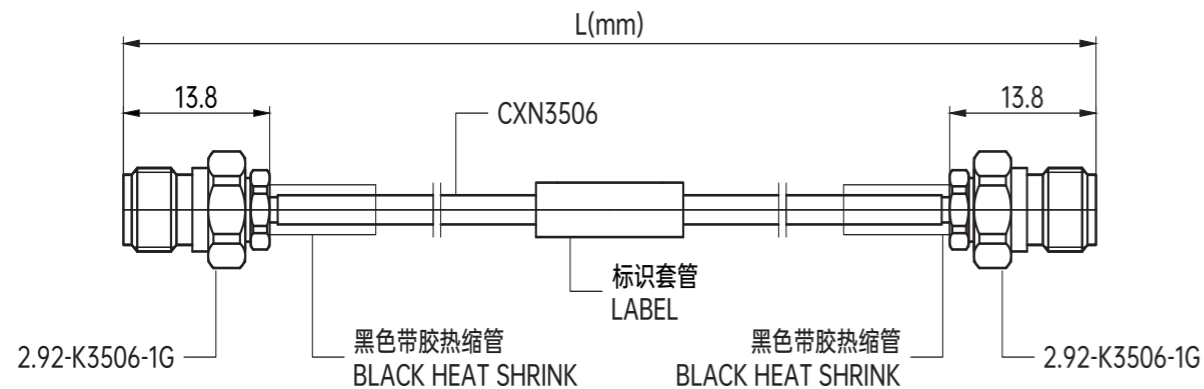 L(mm)
13.8
13.8
CXN3506
标识套管
LABEL
黑色带胶热缩管
BLACK HEAT SHRINK
黑色带胶热缩管
BLACK HEAT SHRINK
2.92-K3506-1G
2.92-K3506-1G